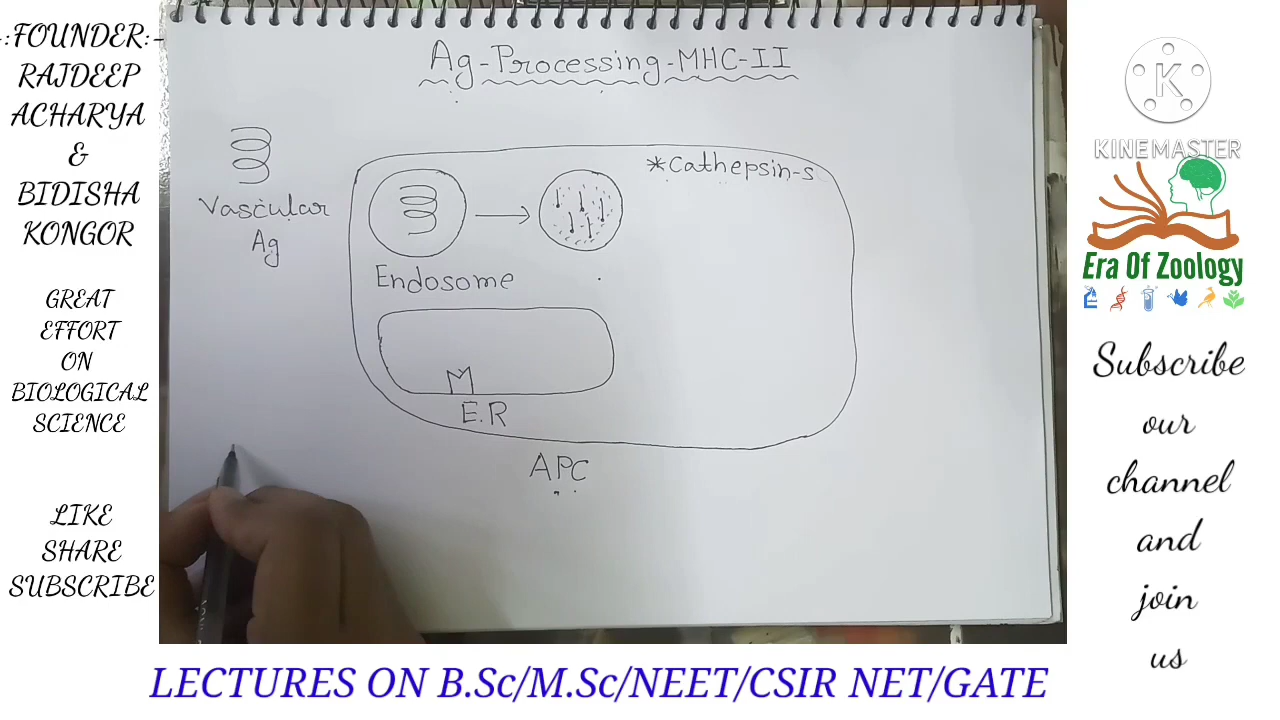 -:FOUNDER:-
RAJDEEP
ACHARYA
&
BIDISHA
KONGOR
GREAT
EFFORT
ON
BIOLOGICAL
SCIENCE
LIKE
SHARE
SUBSCRIBE
Ag-Processing-MHC-II
Vascular
Ag
*Cathepsin-s
Endosome
M
E.R
APC
K
KINEMASTER
Era Of Zoology
Subscribe
our
channel
and
join
us
LECTURES ON B.Sc/M.Sc/NEET/CSIR NET/GATE